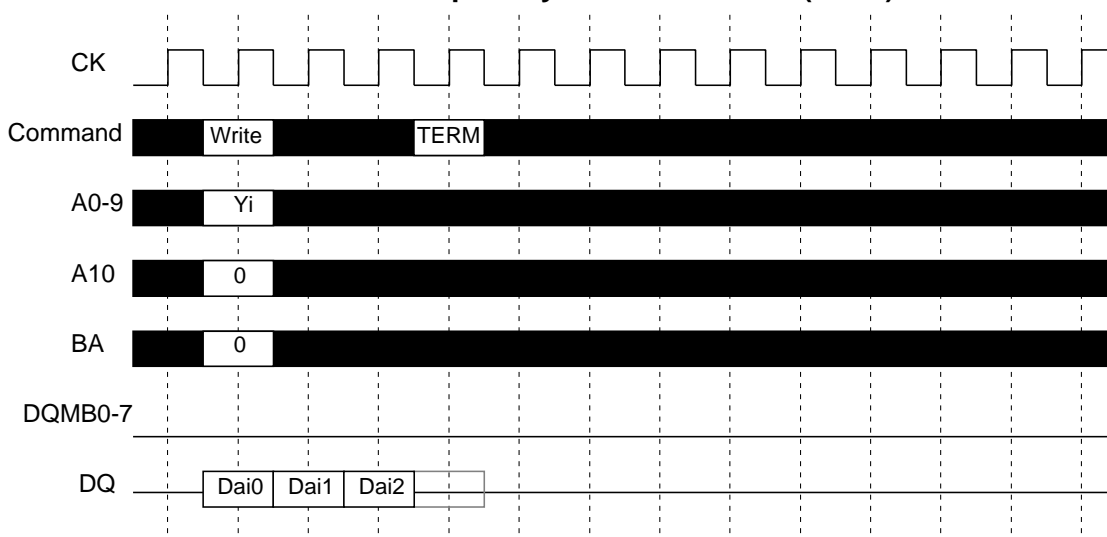 CK
Command Write TERM
A0-9 Yi
A10 0
BA 0
DQMB0-7
DQ Dai0 Dai1 Dai2